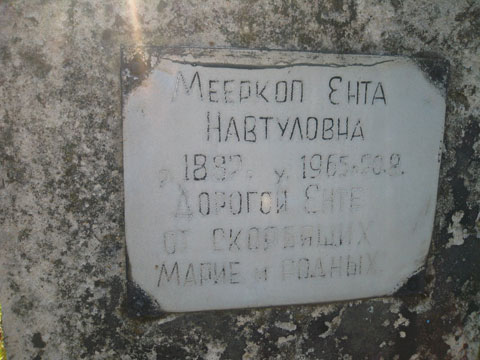 МЕЕРКОП ЕНТА
НАВТУЛОВНА
Р. 1892. У. 1965
ДОРОГОЙ ЕНТЕ
ОТ СКОРБЯЩИХ
МАРИЕ И РОДНЫХ